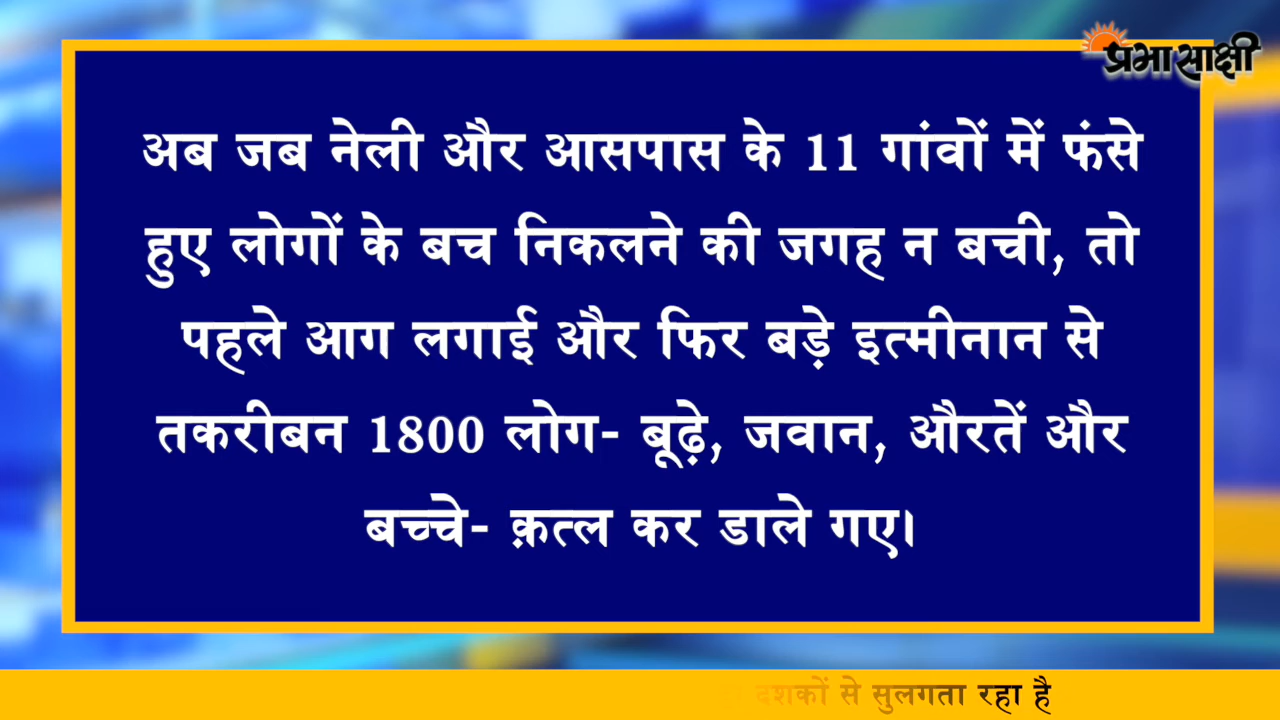 प्रभासाक्षी
अब जब नेली और आसपास के 11 गांवों में फंसे
हुए लोगों के बच निकलने की जगह न बची, तो
पहले आग लगाई और फिर बड़े इत्मीनान से
तकरीबन 1800 लोग- बूढ़े, जवान, औरतें और
बच्चे- क़त्ल कर डाले गए।
दशकों से सुलगता रहा है